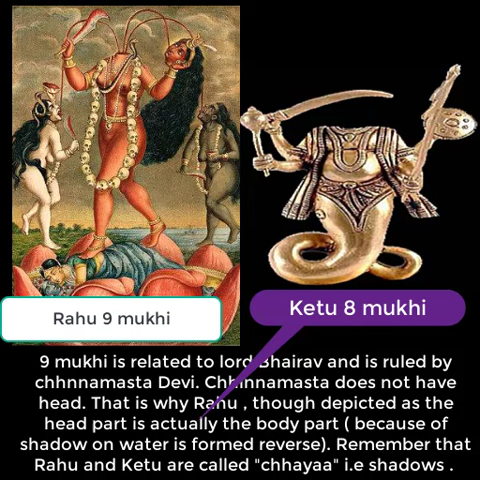 Rahu 9 mukhi
Ketu 8 mukhi
9 mukhi is related to lord Bhairav and is ruled by
chhnnamasta Devi. Chhinnamasta does not have
head. That is why Rahu , though depicted as the
head part is actually the body part ( because of
shadow on water is formed reverse). Remember that
Rahu and Ketu are called "chhayaa" i.e shadows .